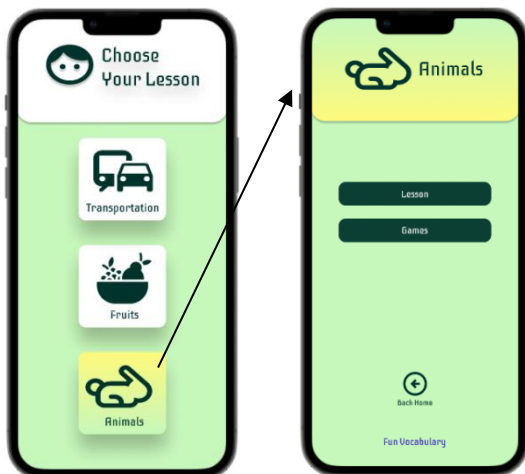 Choose
Your Lesson
Transportation
Fruits
Animals
Animals
Lesson
Games
Back Home
Fun Vocabulary